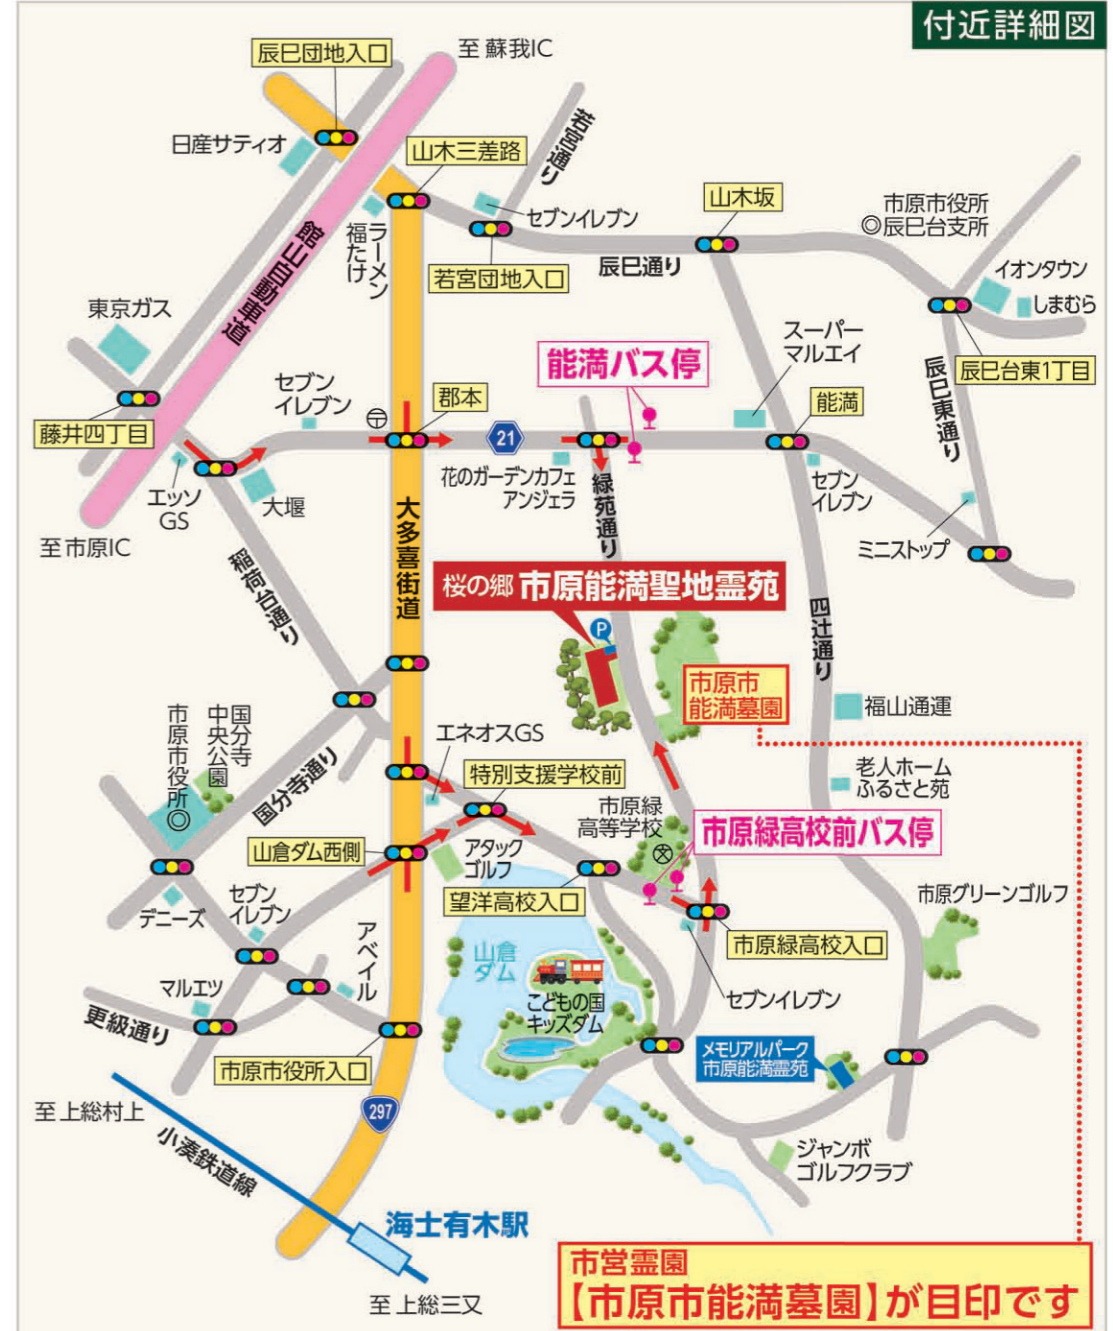 付近詳細図
辰巳団地入口
至 蘇我IC
日産サティオ
山木三差路
若宮通り
山木坂
市原市役所
◎辰巳台支所
ラーメン
福たけ
セブンイレブン
若宮団地入口
辰巳通り
イオンタウン
しまむら
館山自動車道
東京ガス
スーパー
マルエイ
能満バス停
辰巳台東1丁目
セブン
イレブン
郡本
能満
辰巳東通り
藤井四丁目
21
エッソ
GS
大堰
花のガーデンカフェ
アンジェラ
緑苑通り
セブン
イレブン
ミニストップ
至 市原IC
大多喜街道
稲荷台通り
桜の郷 市原能満聖地霊苑
四辻通り
P
市原市
能満墓園
福山通運
国分寺
中央公園
市原市役所◎
国分寺通り
エネオスGS
特別支援学校前
老人ホーム
ふるさと苑
市原緑
高等学校
市原緑高校前バス停
山倉ダム西側
アタック
ゴルフ
望洋高校入口
市原グリーンゴルフ
デニーズ
セブン
イレブン
アベイル
山倉
ダム
市原緑高校入口
こどもの国
キッズダム
セブンイレブン
マルエツ
更級通り
メモリアルパーク
市原能満霊苑
市原市役所入口
297
至 上総村上
小湊鉄道線
ジャンボ
ゴルフクラブ
海士有木駅
至 上総三又
市営霊園
【市原市能満墓園】が目印です